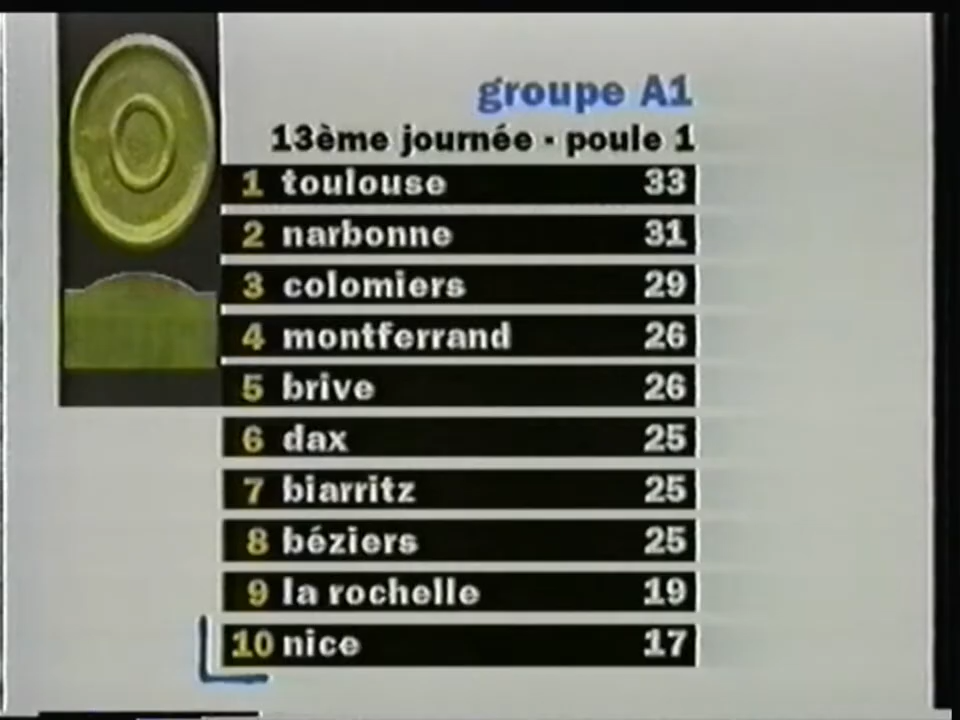 groupe A1
13ème journée - poule 1
1 toulouse 33
2 narbonne 31
3 colomiers 29
4 montferrand 26
5 brive 26
6 dax 25
7 biarritz 25
8 béziers 25
9 la rochelle 19
10 nice 17